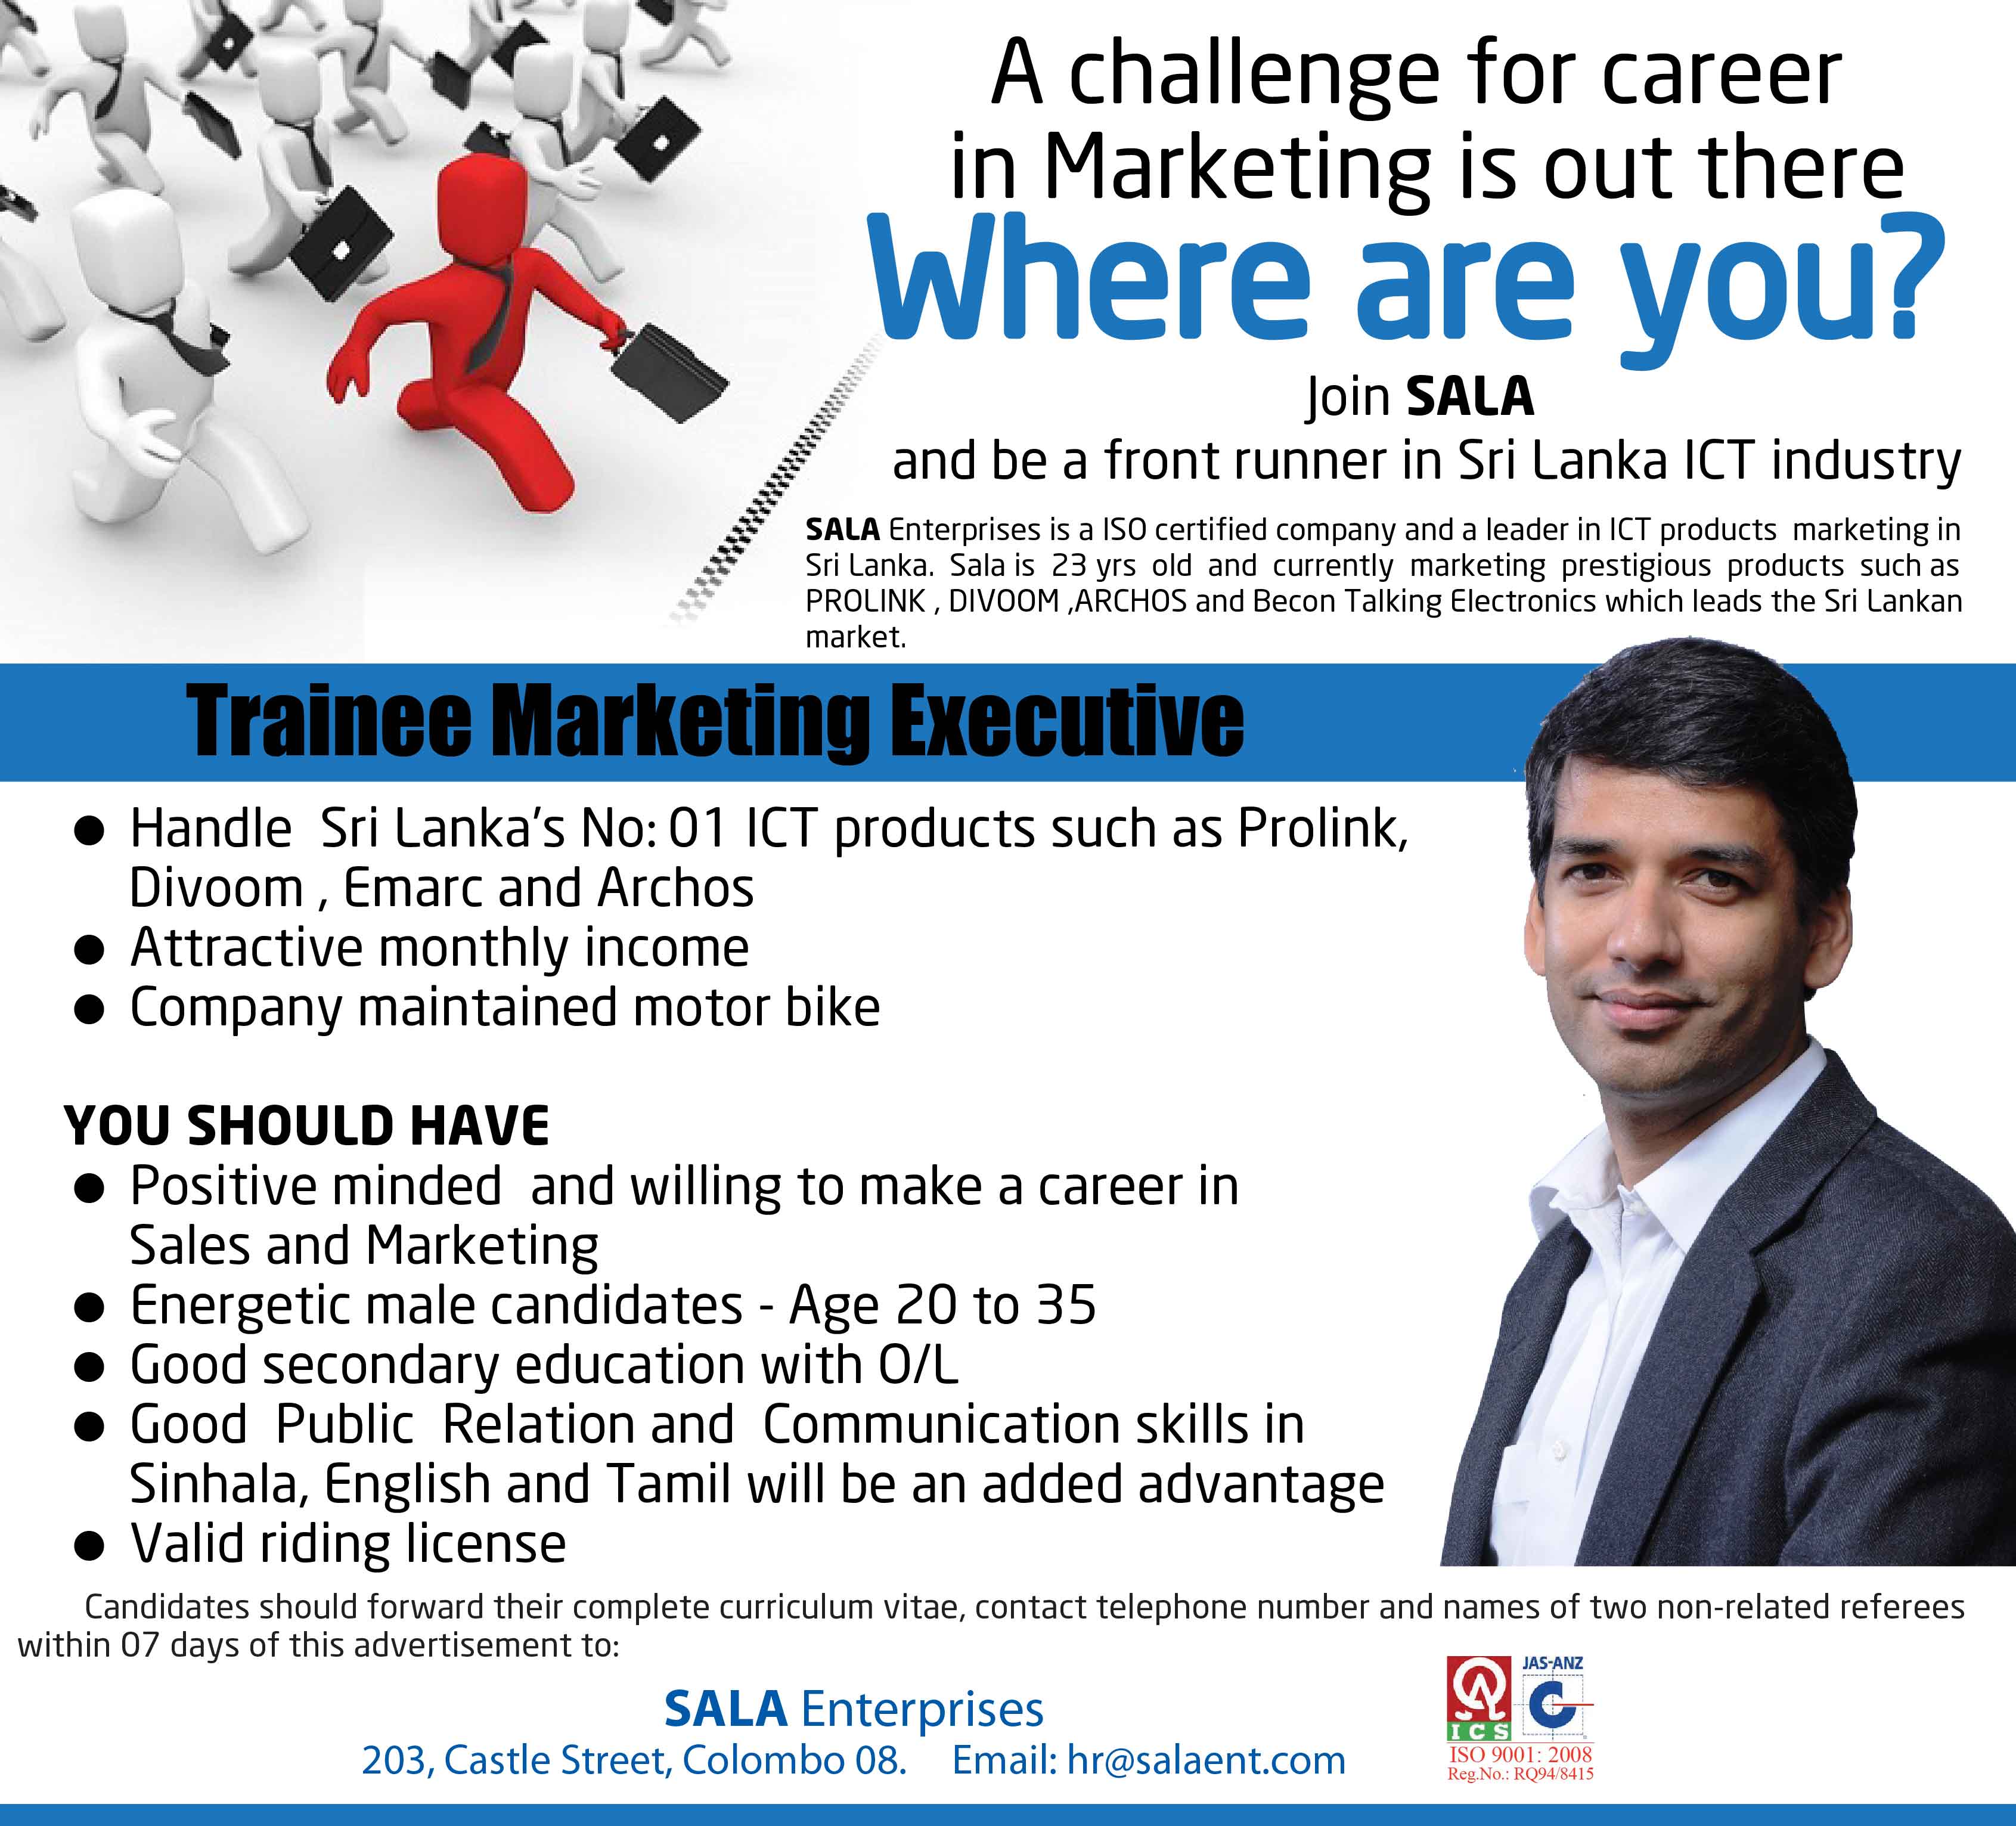 A challenge for career
in Marketing is out there
Where are you?
Join SALA
and be a front runner in Sri Lanka ICT industry
SALA Enterprises is a ISO certified company and a leader in ICT products marketing in
Sri Lanka. Sala is 23 yrs old and currently marketing prestigious products such as
PROLINK , DIVOOM ,ARCHOS and Becon Talking Electronics which leads the Sri Lankan
market.
Trainee Marketing Executive
● Handle Sri Lanka's No: 01 ICT products such as Prolink,
Divoom , Emarc and Archos
● Attractive monthly income
● Company maintained motor bike
YOU SHOULD HAVE
● Positive minded and willing to make a career in
Sales and Marketing
● Energetic male candidates - Age 20 to 35
● Good secondary education with O/L
● Good Public Relation and Communication skills in
Sinhala, English and Tamil will be an added advantage
● Valid riding license
Candidates should forward their complete curriculum vitae, contact telephone number and names of two non-related referees
within 07 days of this advertisement to:
SALA Enterprises
203, Castle Street, Colombo 08. Email: hr@salaent.com
JAS-ANZ
ICS
ISO 9001: 2008
Reg.No.: RQ94/8415